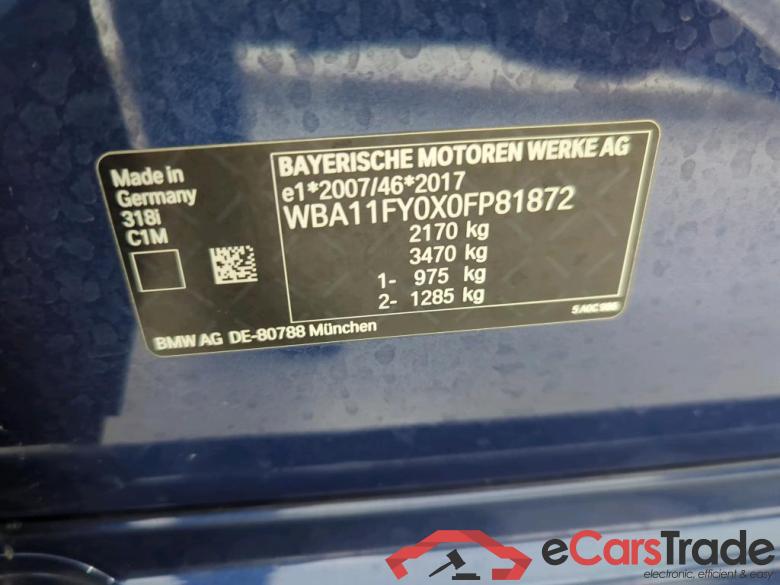 Made in
Germany
318i
C1M
BAYERISCHE MOTOREN WERKE AG
e1*2007/46*2017
WBA11FY0X0FP81872
2170 kg
3470 kg
1- 975 kg
2- 1285 kg
BMW AG DE-80788 München
eCarsTrade
electronic, efficient & easy